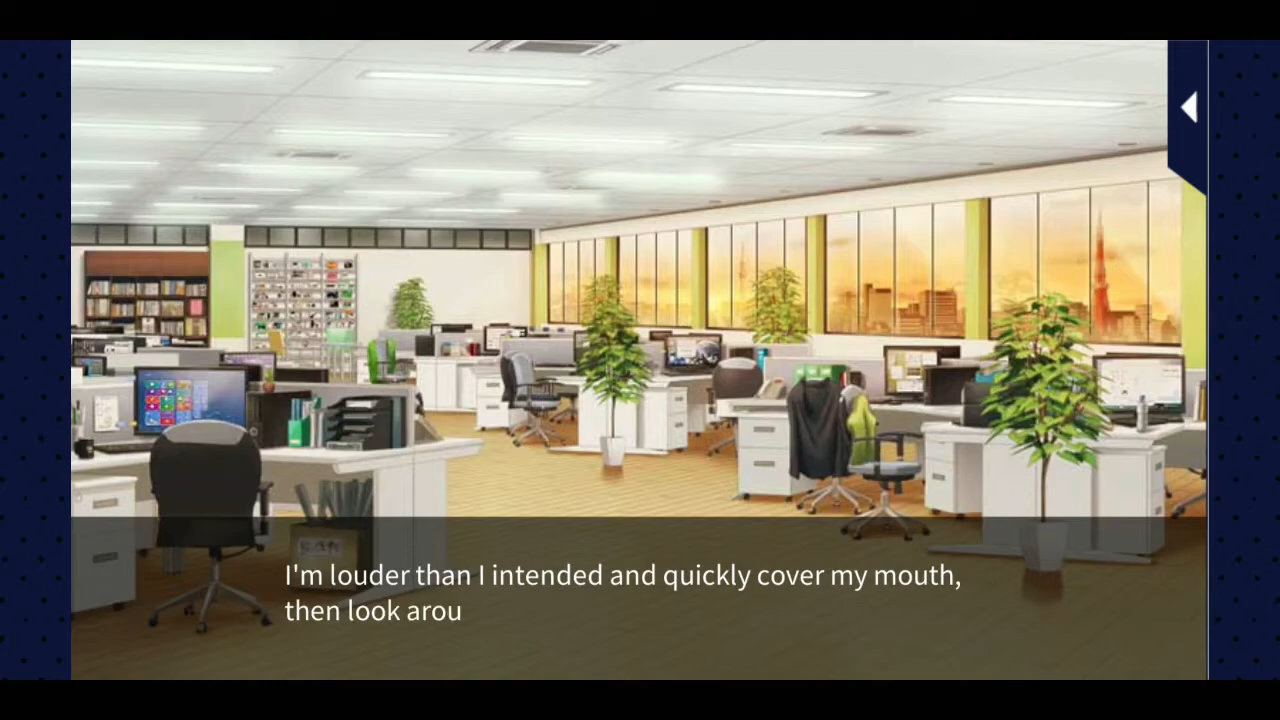 I'm louder than I intended and quickly cover my mouth,
then look arou